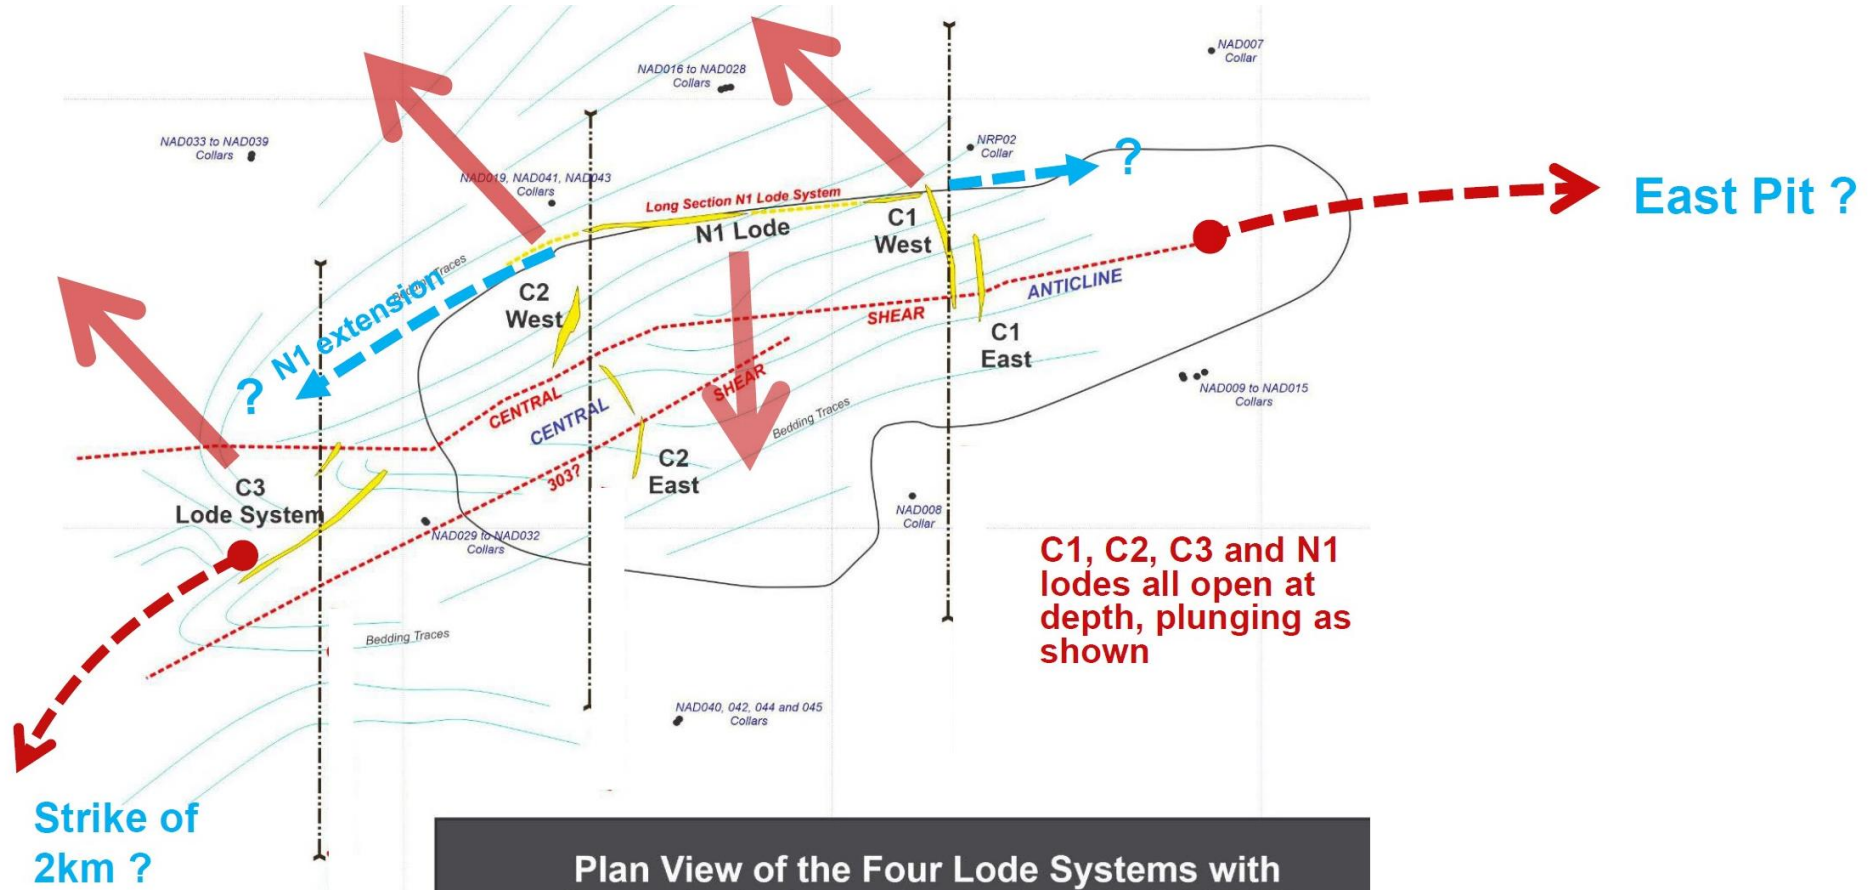 NAD007
Collar
NAD016 to NAD028
Collars
NAD033 to NAD039
Collars
NRP02
Collar
?
NAD019, NAD041, NAD043
Collars
Long Section N1 Lode System
N1 Lode
C1
West
East Pit ?
Bedding Traces
N1 extension
?
C2
West
ANTICLINE
SHEAR
C1
East
CENTRAL
SHEAR
CENTRAL
NAD009 to NAD015
Collars
Bedding Traces
303?
C2
East
C3
Lode System
NAD008
Collar
NAD029 to NAD032
Collars
C1, C2, C3 and N1
lodes all open at
depth, plunging as
shown
Bedding Traces
NAD040, 042, 044 and 045
Collars
Strike of
2km ?
Plan View of the Four Lode Systems with